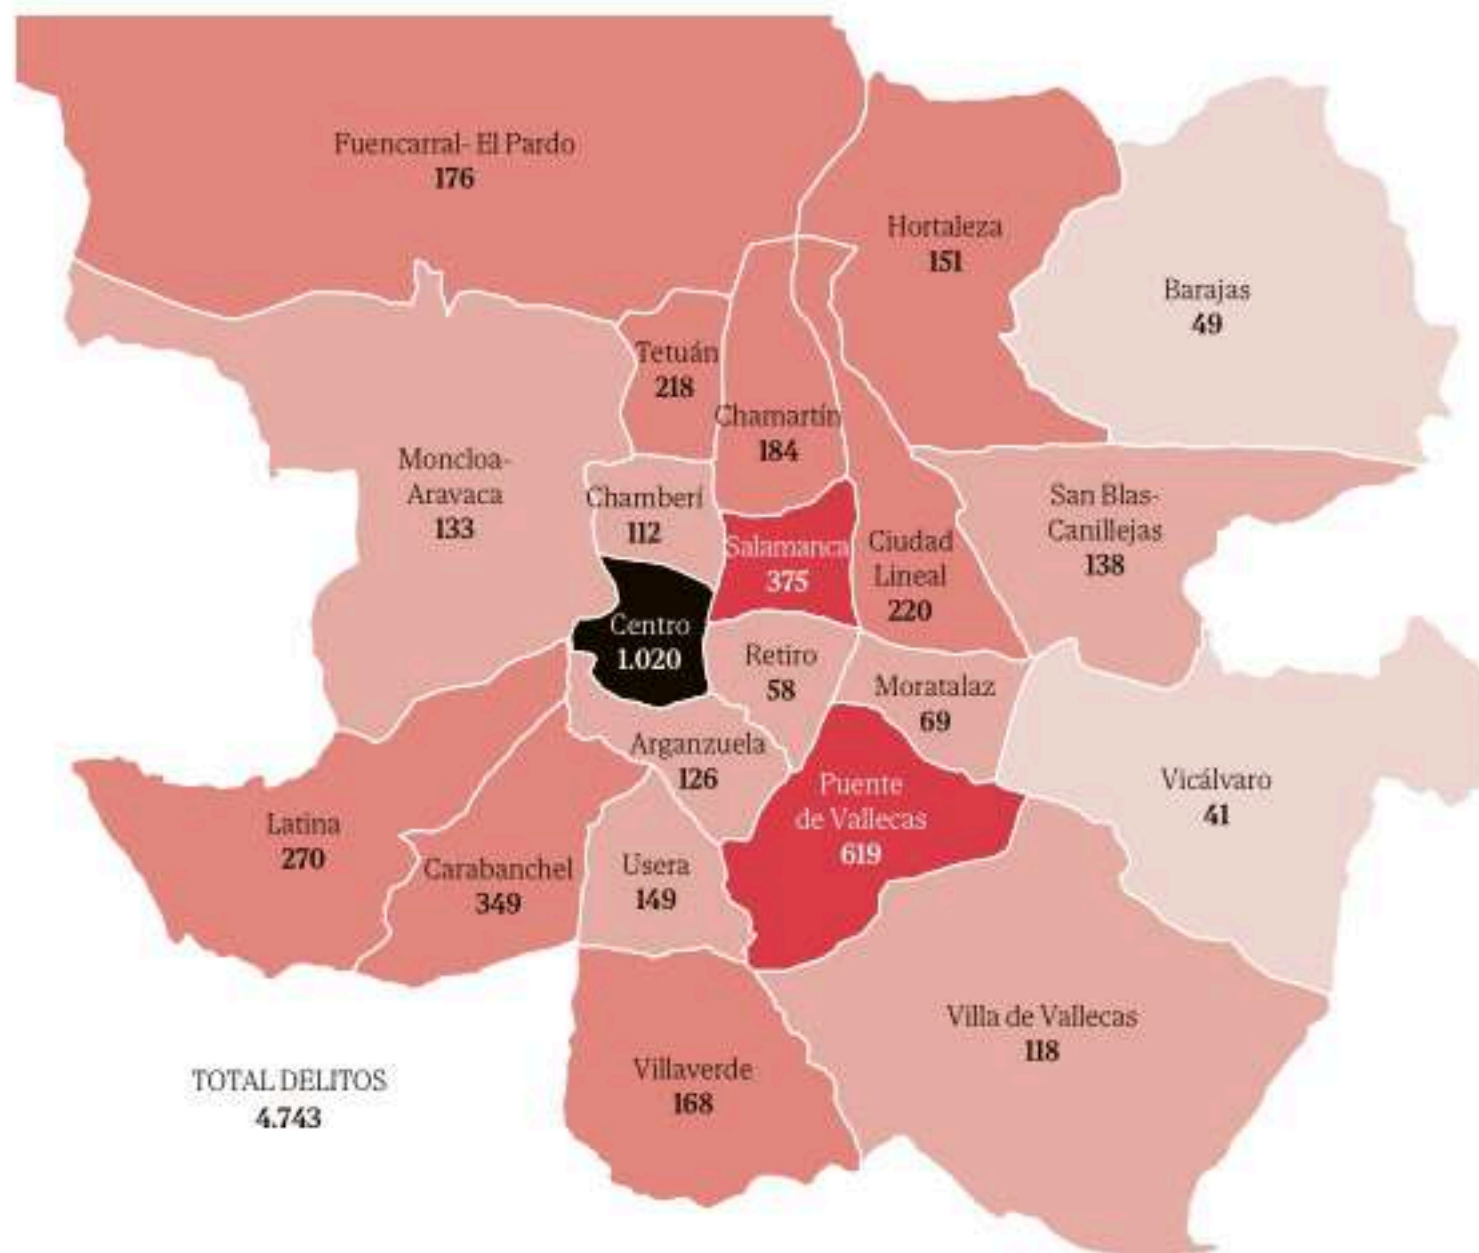 Fuencarral- El Pardo
176
Hortaleza
151
Barajas
49
Tetuán
218
Chamartín
184
Moncloa-
Aravaca
133
Chamberí
112
San Blas-
Canillejas
138
Salamanca
375
Ciudad
Lineal
220
Centro
1.020
Retiro
58
Moratalaz
69
Arganzuela
126
Puente
de Vallecas
619
Vicálvaro
41
Latina
270
Carabanchel
349
Usera
149
Villa de Vallecas
118
Villaverde
168
TOTAL DELITOS
4.743